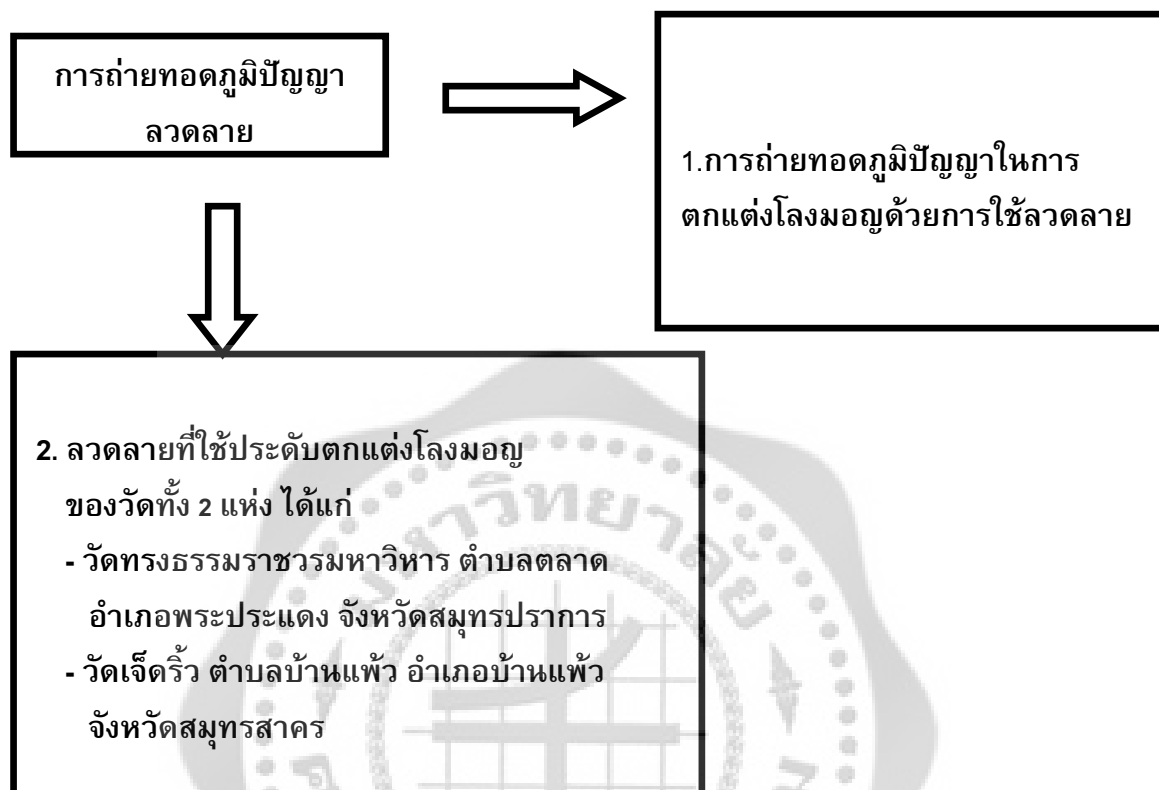 การถ่ายทอดภูมิปัญญา
ลวดลาย
1.การถ่ายทอดภูมิปัญญาในการ
ตกแต่งโลงมอญด้วยการใช้ลวดลาย
2. ลวดลายที่ใช้ประดับตกแต่งโลงมอญ
ของวัดทั้ง 2 แห่ง ได้แก่
- วัดทรงธรรมราชวรมหาวิหาร ตำบลตลาด
อำเภอพระประแดง จังหวัดสมุทรปราการ
- วัดเจ็ดริ้ว ตำบลบ้านแพ้ว อำเภอบ้านแพ้ว
จังหวัดสมุทรสาคร
มหาวิทยาลัย